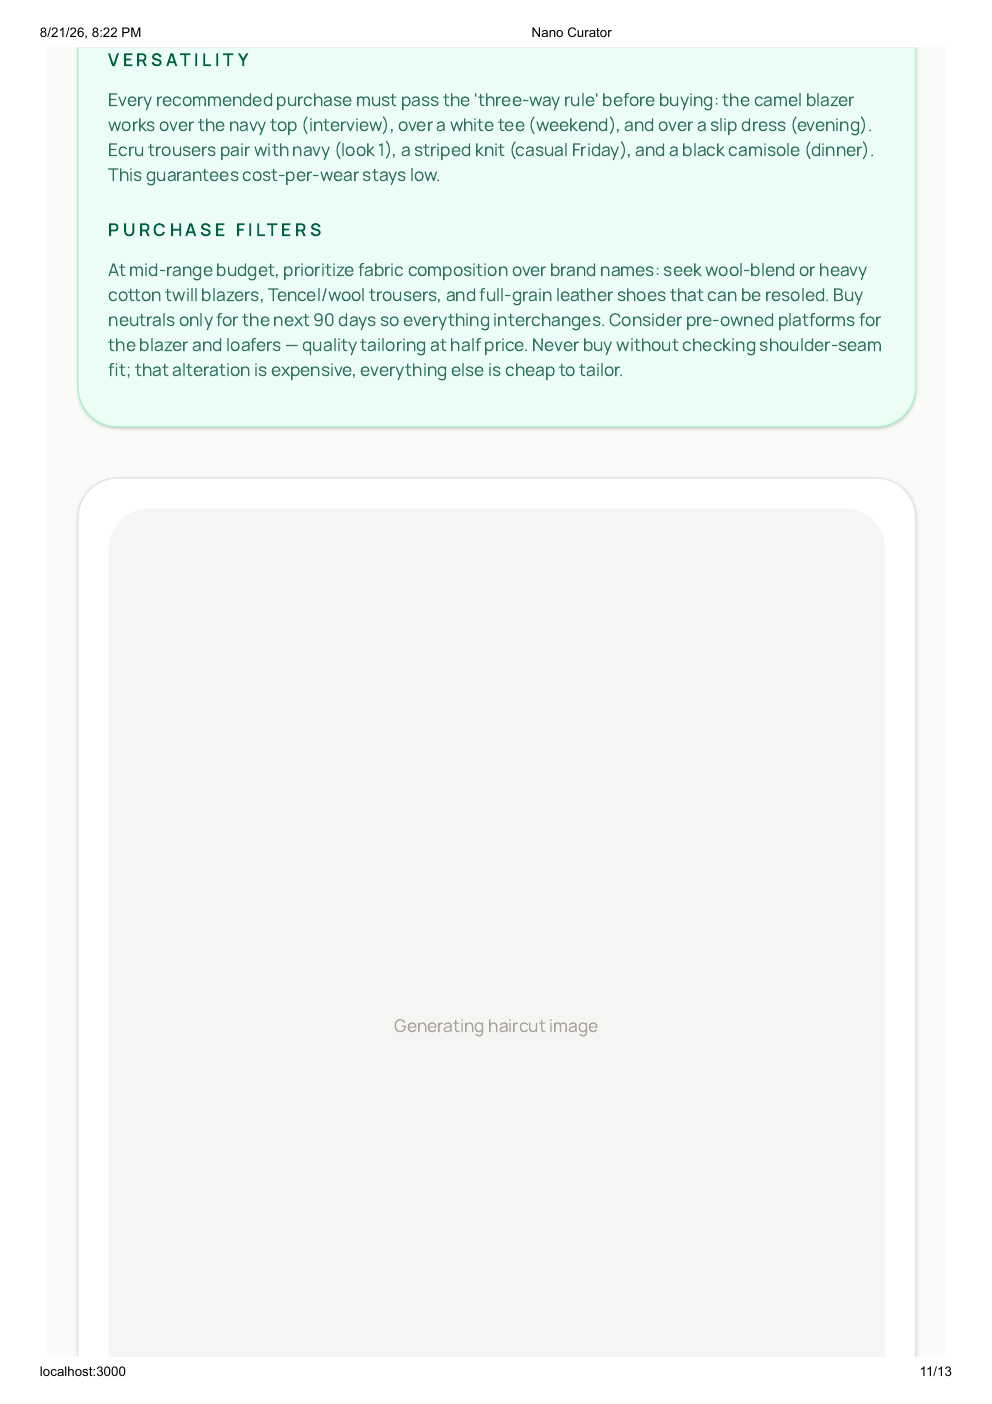 8/21/26, 8:22 PM
Nano Curator
VERSATILITY
Every recommended purchase must pass the 'three-way rule' before buying: the camel blazer
works over the navy top (interview), over a white tee (weekend), and over a slip dress (evening).
Ecru trousers pair with navy (look 1), a striped knit (casual Friday), and a black camisole (dinner).
This guarantees cost-per-wear stays low.
PURCHASE FILTERS
At mid-range budget, prioritize fabric composition over brand names: seek wool-blend or heavy
cotton twill blazers, Tencel/wool trousers, and full-grain leather shoes that can be resoled. Buy
neutrals only for the next 90 days so everything interchanges. Consider pre-owned platforms for
the blazer and loafers — quality tailoring at half price. Never buy without checking shoulder-seam
fit; that alteration is expensive, everything else is cheap to tailor.
Generating haircut image
localhost:3000
11/13